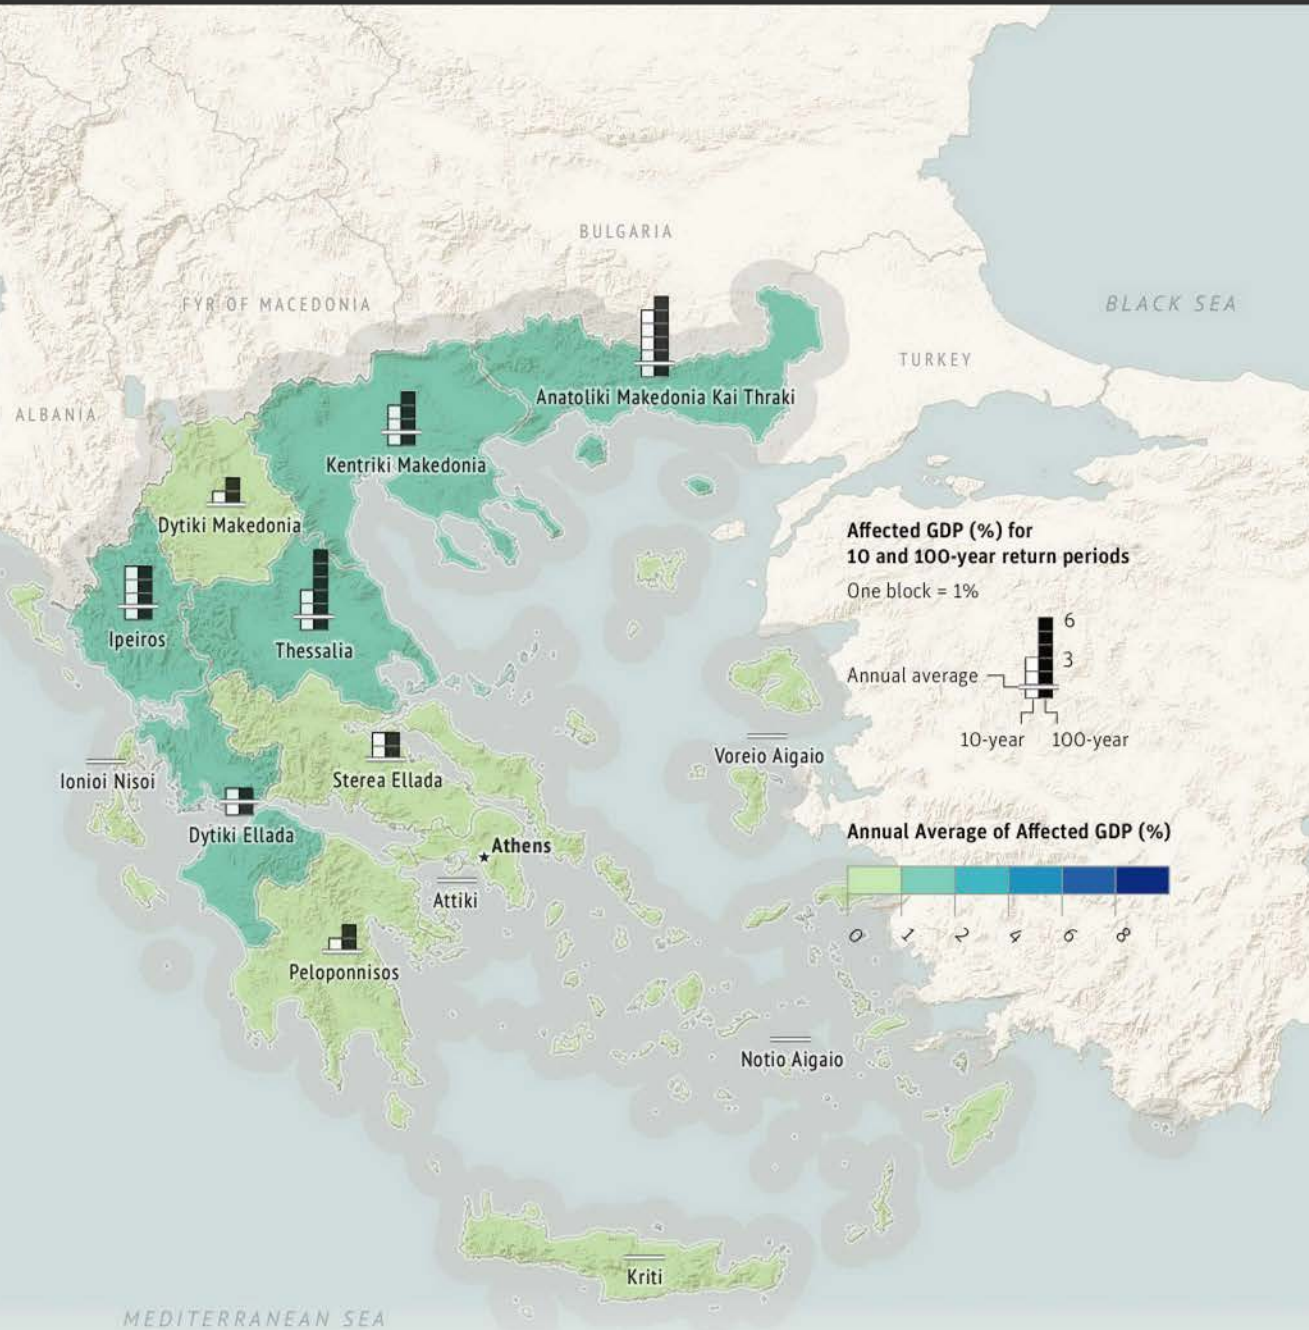 BULGARIA
FYR OF MACEDONIA
BLACK SEA
TURKEY
ALBANIA
Anatoliki Makedonia Kai Thraki
Kentriki Makedonia
Dytiki Makedonia
Ipeiros
Thessalia
Affected GDP (%) for
10 and 100-year return periods
One block = 1%
6
3
Annual average
10-year
100-year
Voreio Aigaio
Ionioi Nisoi
Sterea Ellada
Dytiki Ellada
Athens
Attiki
Annual Average of Affected GDP (%)
0 1 2 4 6 8
Peloponnisos
Notio Aigaio
Kriti
MEDITERRANEAN SEA